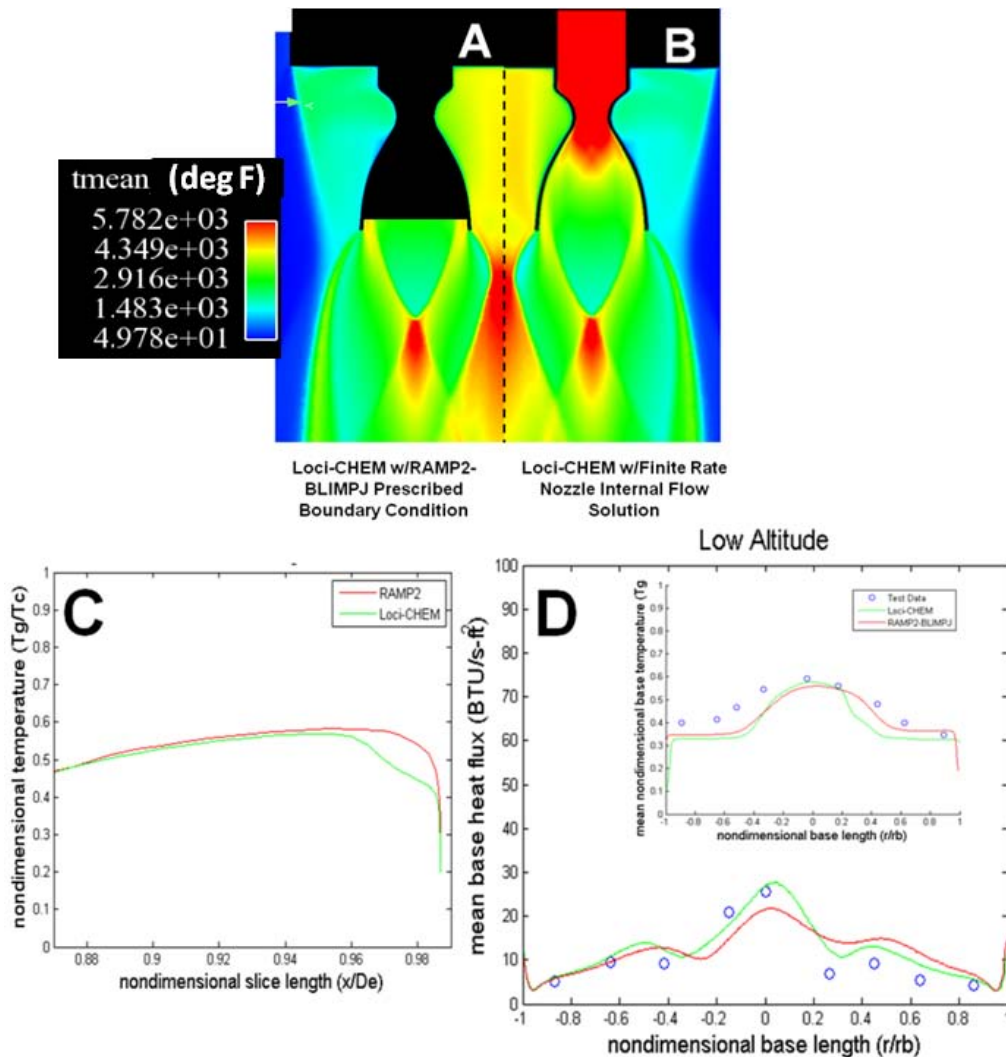 A
B
tmean (deg F)
5.782e+03
4.349e+03
2.916e+03
1.483e+03
4.978e+01
Loci-CHEM w/RAMP2-
BLIMPJ Prescribed
Boundary Condition
Loci-CHEM w/Finite Rate
Nozzle Internal Flow
Solution
C
nondimensional temperature (Tg/Tc)
1
0.9
0.8
0.7
0.6
0.5
0.4
0.3
0.2
0.1
0
RAMP2
Loci-CHEM
0.88 0.9 0.92 0.94 0.96 0.98
nondimensional slice length (x/De)
Low Altitude
D
mean base heat flux (BTU/s-ft²)
100
90
80
70
60
50
40
30
20
10
0
mean nondimensional base temperature (Tg
1
0.9
0.8
0.7
0.6
0.5
0.4
0.3
0.2
0.1
0
Test Data
Loci-CHEM
RAMP2-BLIMPJ
-1 -0.8 -0.6 -0.4 -0.2 0 0.2 0.4 0.6 0.8 1
nondimensional base length (r/rb)
-1 -0.8 -0.6 -0.4 -0.2 0 0.2 0.4 0.6 0.8 1
nondimensional base length (r/rb)